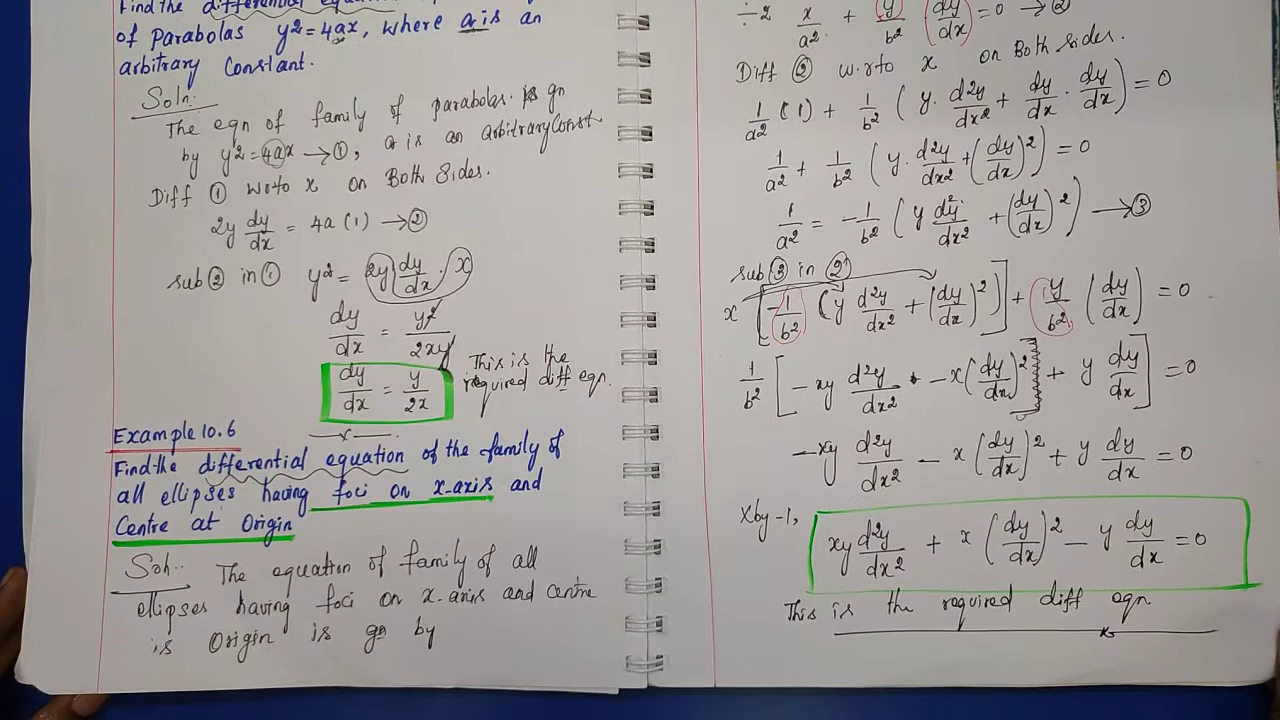 Find the differential equation
of Parabolas y²=4ax, where a is an
arbitrary Constant.
Soln:
The eqn of family of parabolas is gn
by y²=4ax → ①, a is an arbitrary Const.
Diff ① w.r.to x on Both Sides.
2y dy/dx = 4a (1) → ②
sub ② in ① y² = 2y dy/dx . x
dy/dx = y²/2xy
dy/dx = y/2x
This is the
required diff eqn.
Example 10.6
Find the differential equation of the family of
all ellipses having foci on x-axis and
Centre at Origin
Soln..
The equation of family of all
ellipses having foci on x-axis and centre
is Origin is gn by
÷2 x/a² + y/b² (dy/dx) = 0 → ②
Diff ② w.r.to x on Both sides.
1/a² (1) + 1/b² ( y. d²y/dx² + dy/dx . dy/dx ) = 0
1/a² + 1/b² ( y. d²y/dx² + (dy/dx)² ) = 0
1/a² = -1/b² ( y d²y/dx² + (dy/dx)² ) → ③
sub ③ in ②
x [ -1/b² ( y d²y/dx² + (dy/dx)² ) ] + y/b² (dy/dx) = 0
1/b² [ -xy d²y/dx² - x (dy/dx)² + y dy/dx ] = 0
-xy d²y/dx² - x (dy/dx)² + y dy/dx = 0
X by -1,
xy d²y/dx² + x (dy/dx)² - y dy/dx = 0
This is the required diff eqn